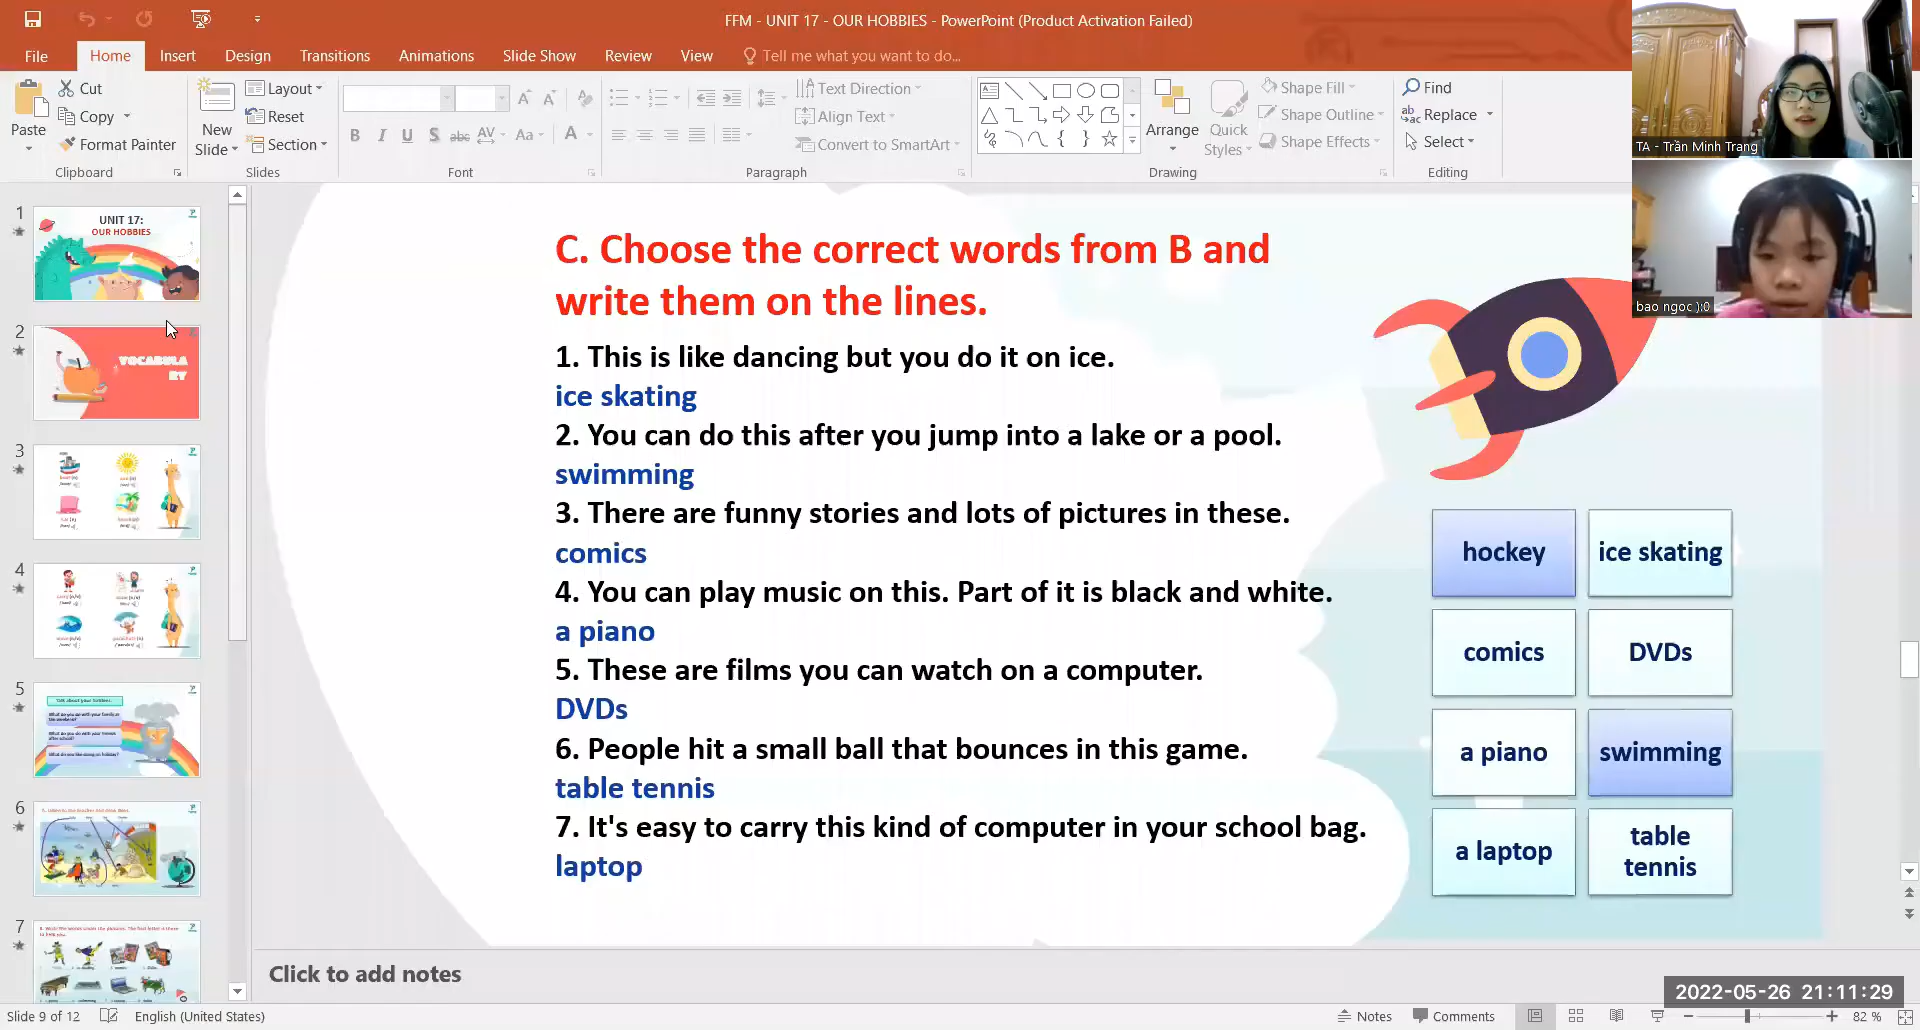 FFM - UNIT 17 - OUR HOBBIES - PowerPoint (Product Activation Failed)
File Home Insert Design Transitions Animations Slide Show Review View Tell me what you want to do...
Paste
Cut
Copy
Format Painter
Clipboard
New Slide
Layout
Reset
Section
Slides
Font
Text Direction
Align Text
Convert to SmartArt
Paragraph
Arrange
Quick Styles
Shape Fill
Shape Outline
Shape Effects
Drawing
Find
Replace
Select
Editing
TA - Trần Minh Trang
bao ngoc ):0
1
UNIT 17:
OUR HOBBIES
2
VOCABULA
RY
3
4
5
6
7
C. Choose the correct words from B and
write them on the lines.
1. This is like dancing but you do it on ice.
ice skating
2. You can do this after you jump into a lake or a pool.
swimming
3. There are funny stories and lots of pictures in these.
comics
4. You can play music on this. Part of it is black and white.
a piano
5. These are films you can watch on a computer.
DVDs
6. People hit a small ball that bounces in this game.
table tennis
7. It's easy to carry this kind of computer in your school bag.
laptop
hockey
ice skating
comics
DVDs
a piano
swimming
a laptop
table
tennis
Click to add notes
2022-05-26 21:11:29
Slide 9 of 12 English (United States) Notes Comments 82 %